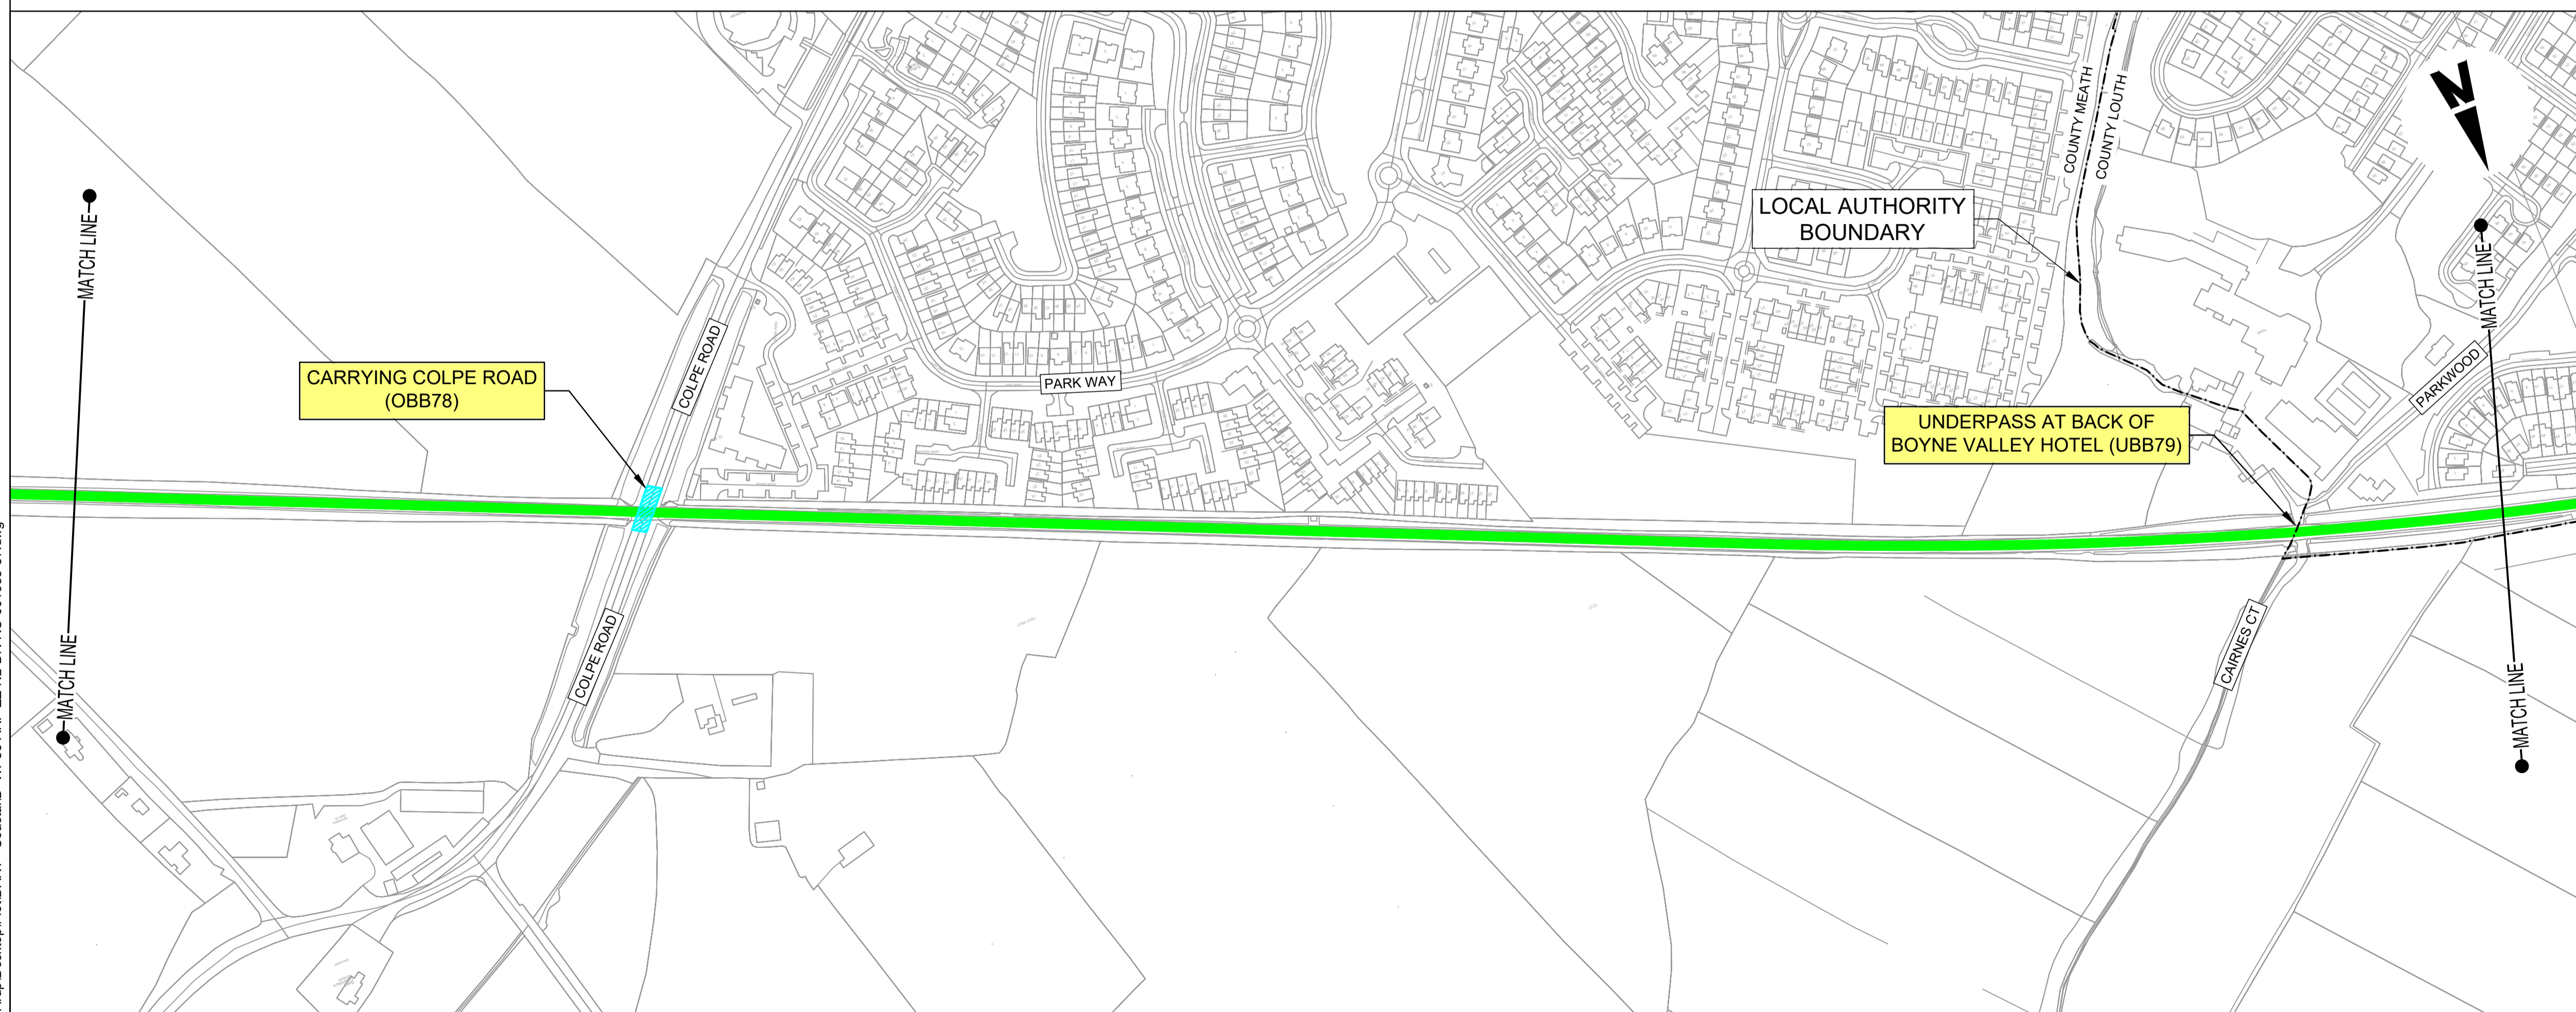 COUNTY MEATH
COUNTY LOUTH
N
LOCAL AUTHORITY
BOUNDARY
MATCH LINE
MATCH LINE
COLPE ROAD
CARRYING COLPE ROAD
(OBB78)
PARK WAY
PARKWOOD
UNDERPASS AT BACK OF
BOYNE VALLEY HOTEL (UBB79)
COLPE ROAD
CAIRNES CT
MATCH LINE
MATCH LINE